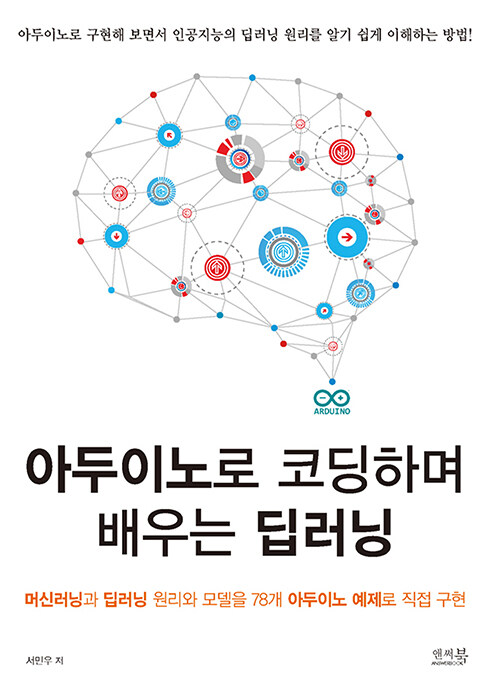 아두이노로 구현해 보면서 인공지능의 딥러닝 원리를 알기 쉽게 이해하는 방법!
ARDUINO
아두이노로 코딩하며
배우는 딥러닝
머신러닝과 딥러닝 원리와 모델을 78개 아두이노 예제로 직접 구현
서민우 저
앤써북
ANSWERBOOK